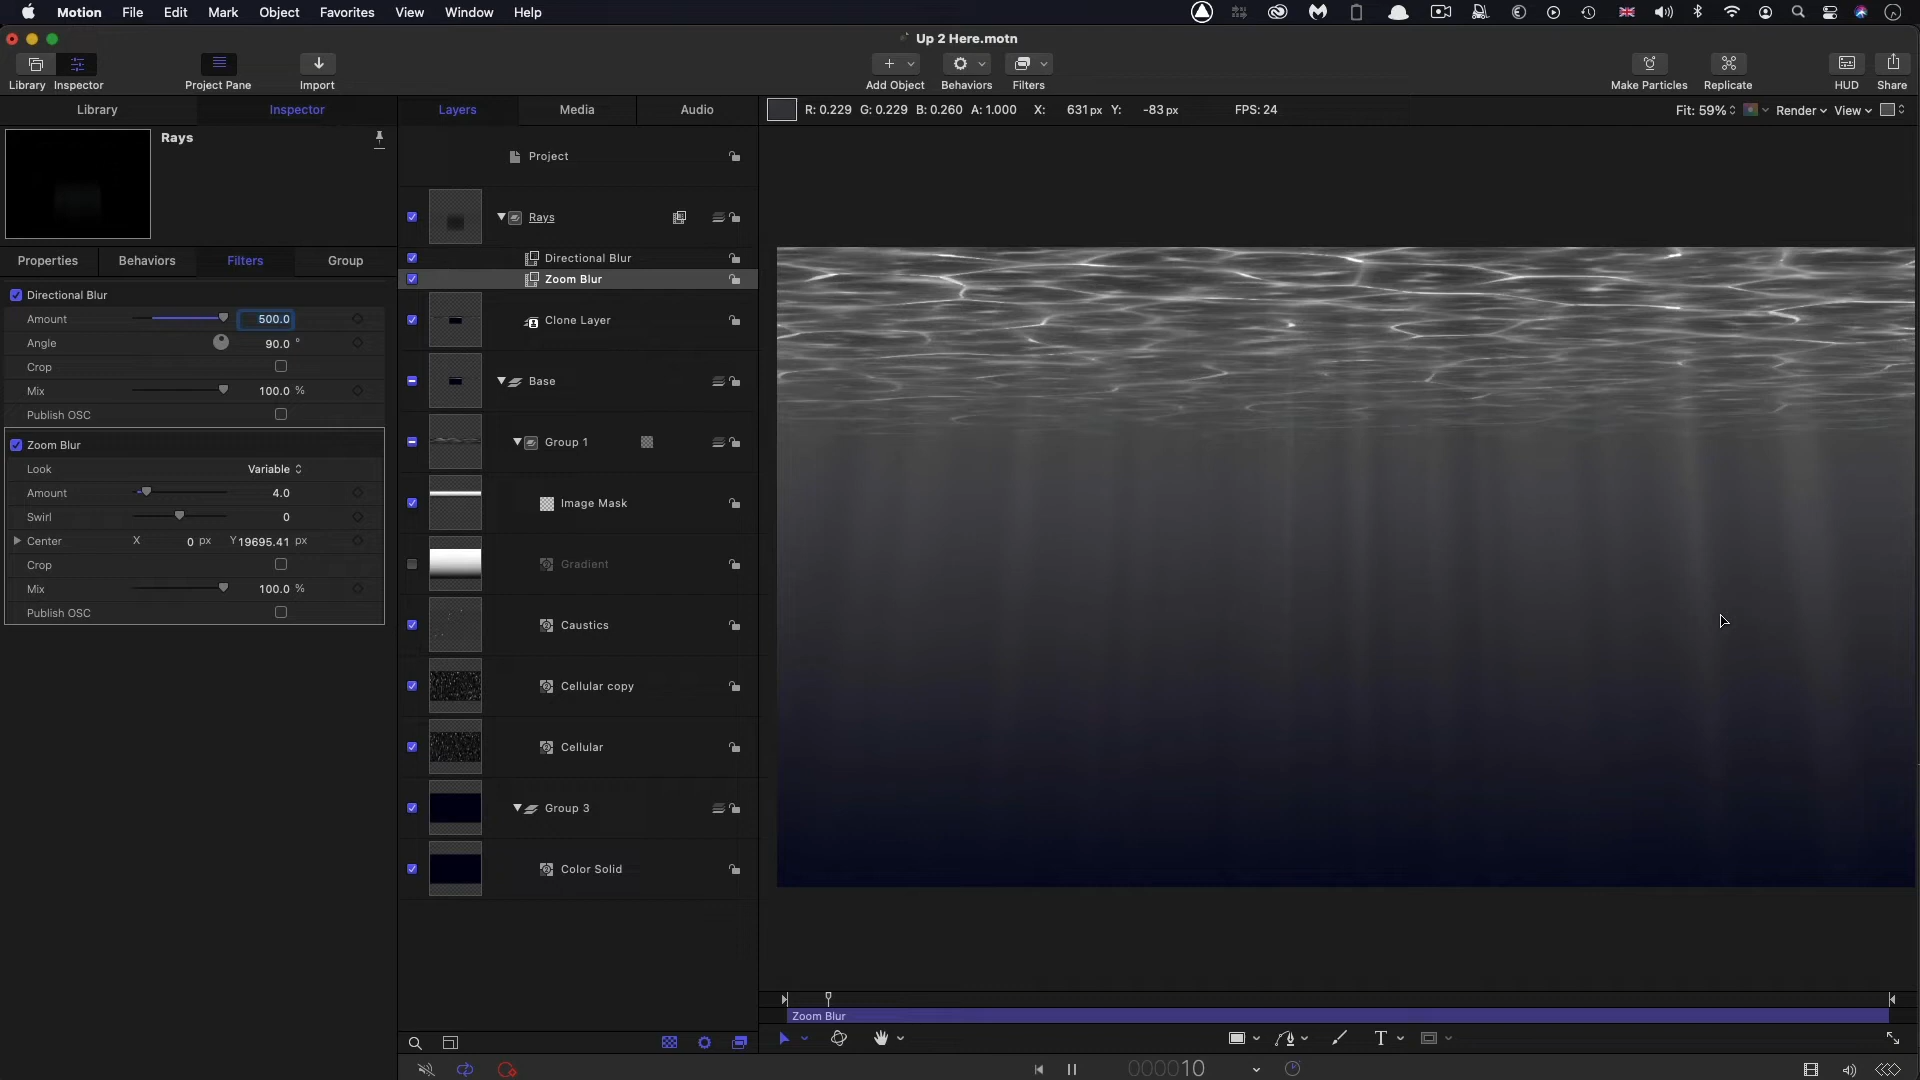 Motion File Edit Mark Object Favorites View Window Help
Up 2 Here.motn
Library Inspector Project Pane Import Add Object Behaviors Filters Make Particles Replicate HUD Share
Library Inspector Layers Media Audio R: 0.229 G: 0.229 B: 0.260 A: 1.000 X: 631 px Y: -83 px FPS: 24 Fit: 59% Render View
Rays
Properties Behaviors Filters Group
Directional Blur
Amount 500.0
Angle 90.0 °
Crop
Mix 100.0 %
Publish OSC
Zoom Blur
Look Variable
Amount 4.0
Swirl 0
Center X 0 px Y 19695.41 px
Crop
Mix 100.0 %
Publish OSC
Project
Rays
Directional Blur
Zoom Blur
Clone Layer
Base
Group 1
Image Mask
Gradient
Caustics
Cellular copy
Cellular
Group 3
Color Solid
Zoom Blur
T
000010